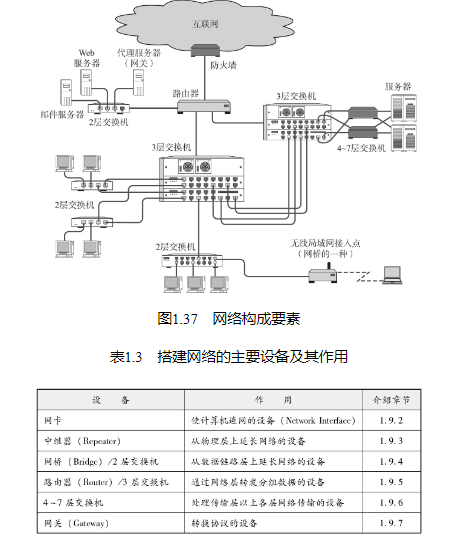 互联网
Web
服务器
代理服务器
（网关）
防火墙
邮件服务器
2层交换机
路由器
3层交换机
服务器
4~7层交换机
3层交换机
2层交换机
2层交换机
无线局域网接入点
（网桥的一种）
图1.37 网络构成要素
表1.3 搭建网络的主要设备及其作用
设 备 作 用 介绍章节
网卡 使计算机连网的设备（Network Interface） 1.9.2
中继器（Repeater） 从物理层上延长网络的设备 1.9.3
网桥（Bridge）/2 层交换机 从数据链路层上延长网络的设备 1.9.4
路由器（Router）/3 层交换机 通过网络层转发分组数据的设备 1.9.5
4～7 层交换机 处理传输层以上各层网络传输的设备 1.9.6
网关（Gateway） 转换协议的设备 1.9.7